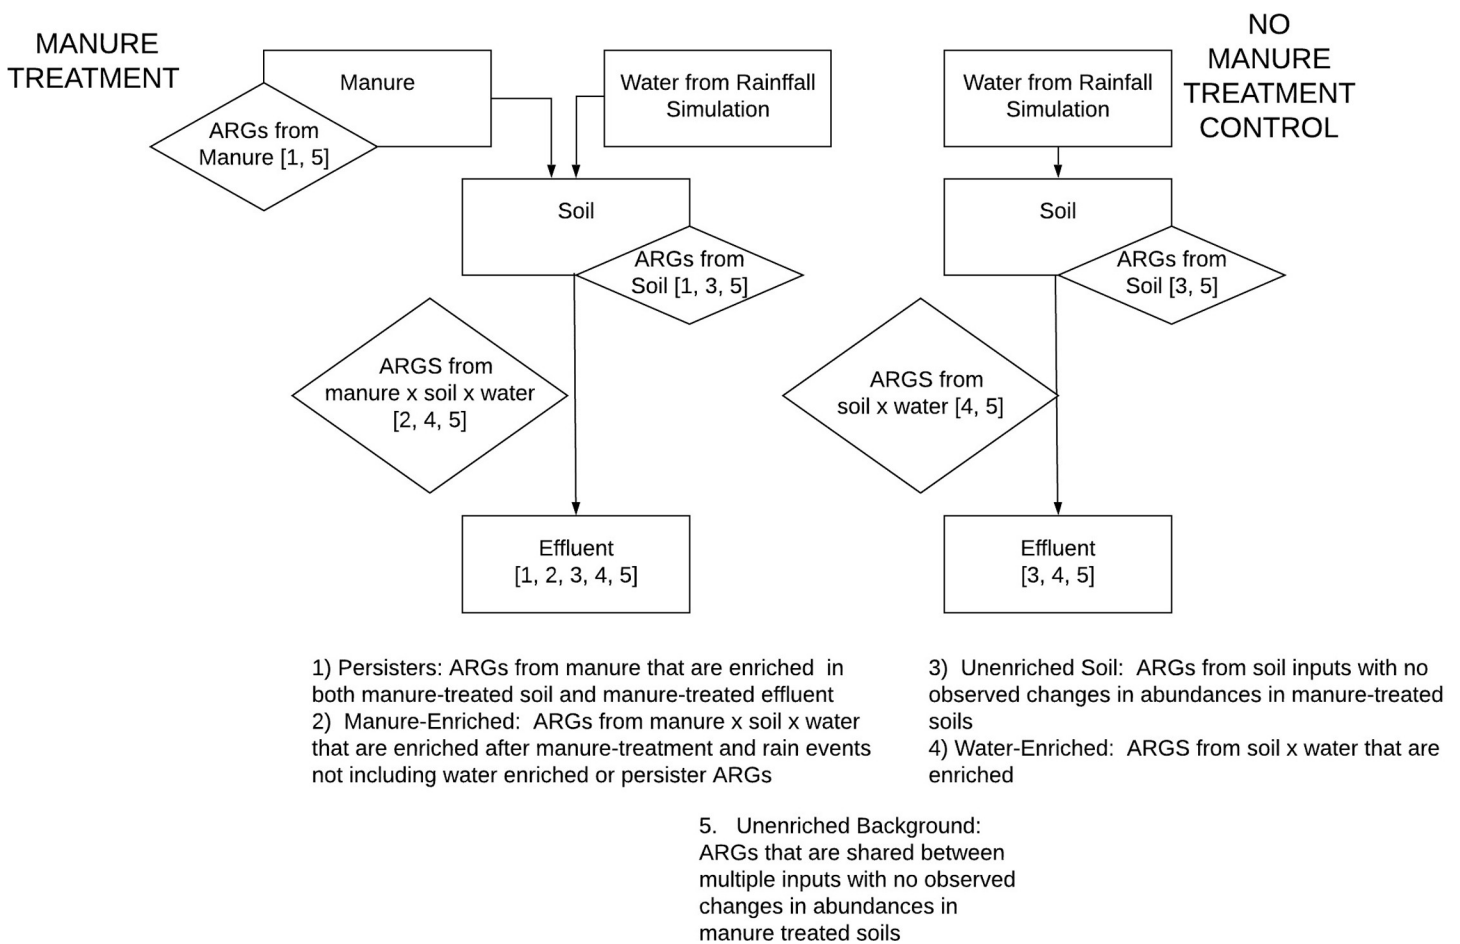 MANURE
TREATMENT
Manure
ARGs from
Manure [1, 5]
Water from Rainffall
Simulation
Soil
ARGs from
Soil [1, 3, 5]
ARGS from
manure x soil x water
[2, 4, 5]
Effluent
[1, 2, 3, 4, 5]
NO
MANURE
TREATMENT
CONTROL
Water from Rainfall
Simulation
Soil
ARGs from
Soil [3, 5]
ARGS from
soil x water [4, 5]
Effluent
[3, 4, 5]
1) Persisters: ARGs from manure that are enriched  in
both manure-treated soil and manure-treated effluent
2)  Manure-Enriched:  ARGs from manure x soil x water
that are enriched after manure-treatment and rain events
not including water enriched or persister ARGs
3)  Unenriched Soil:  ARGs from soil inputs with no
observed changes in abundances in manure-treated
soils
4) Water-Enriched:  ARGS from soil x water that are
enriched
5.   Unenriched Background:
ARGs that are shared between
multiple inputs with no observed
changes in abundances in
manure treated soils